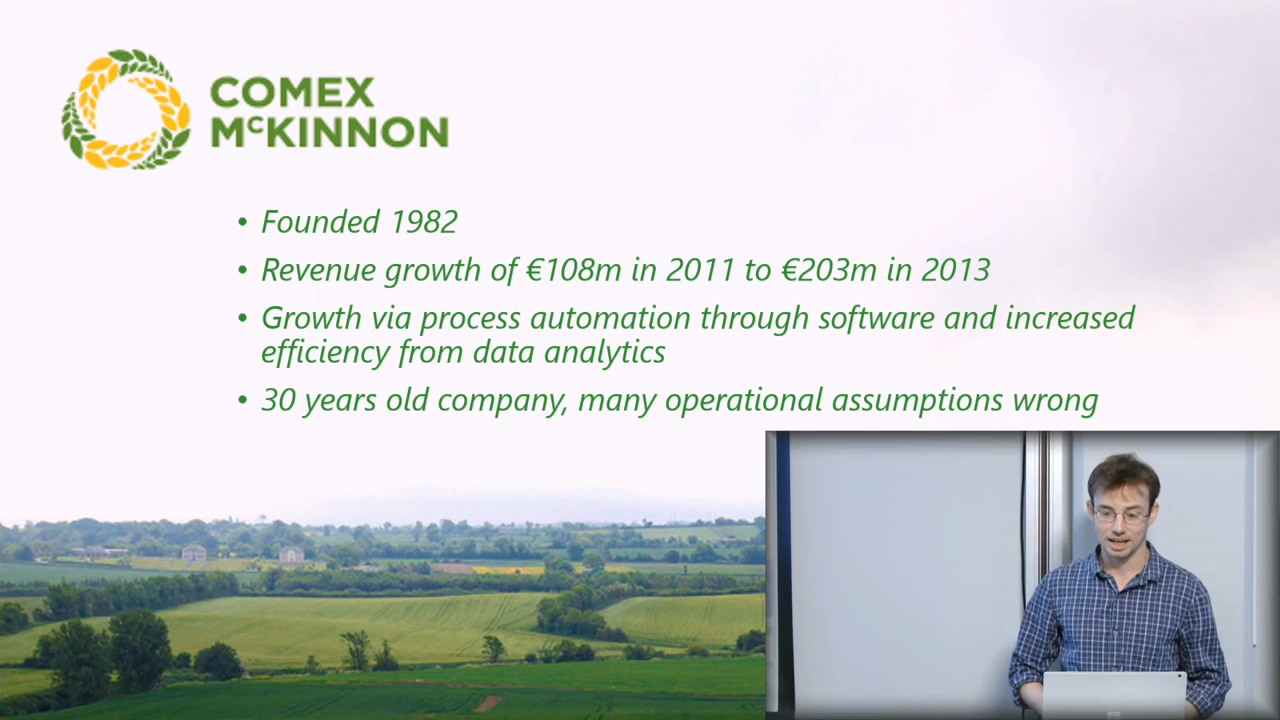 COMEX
McKINNON
• Founded 1982
• Revenue growth of €108m in 2011 to €203m in 2013
• Growth via process automation through software and increased
efficiency from data analytics
• 30 years old company, many operational assumptions wrong